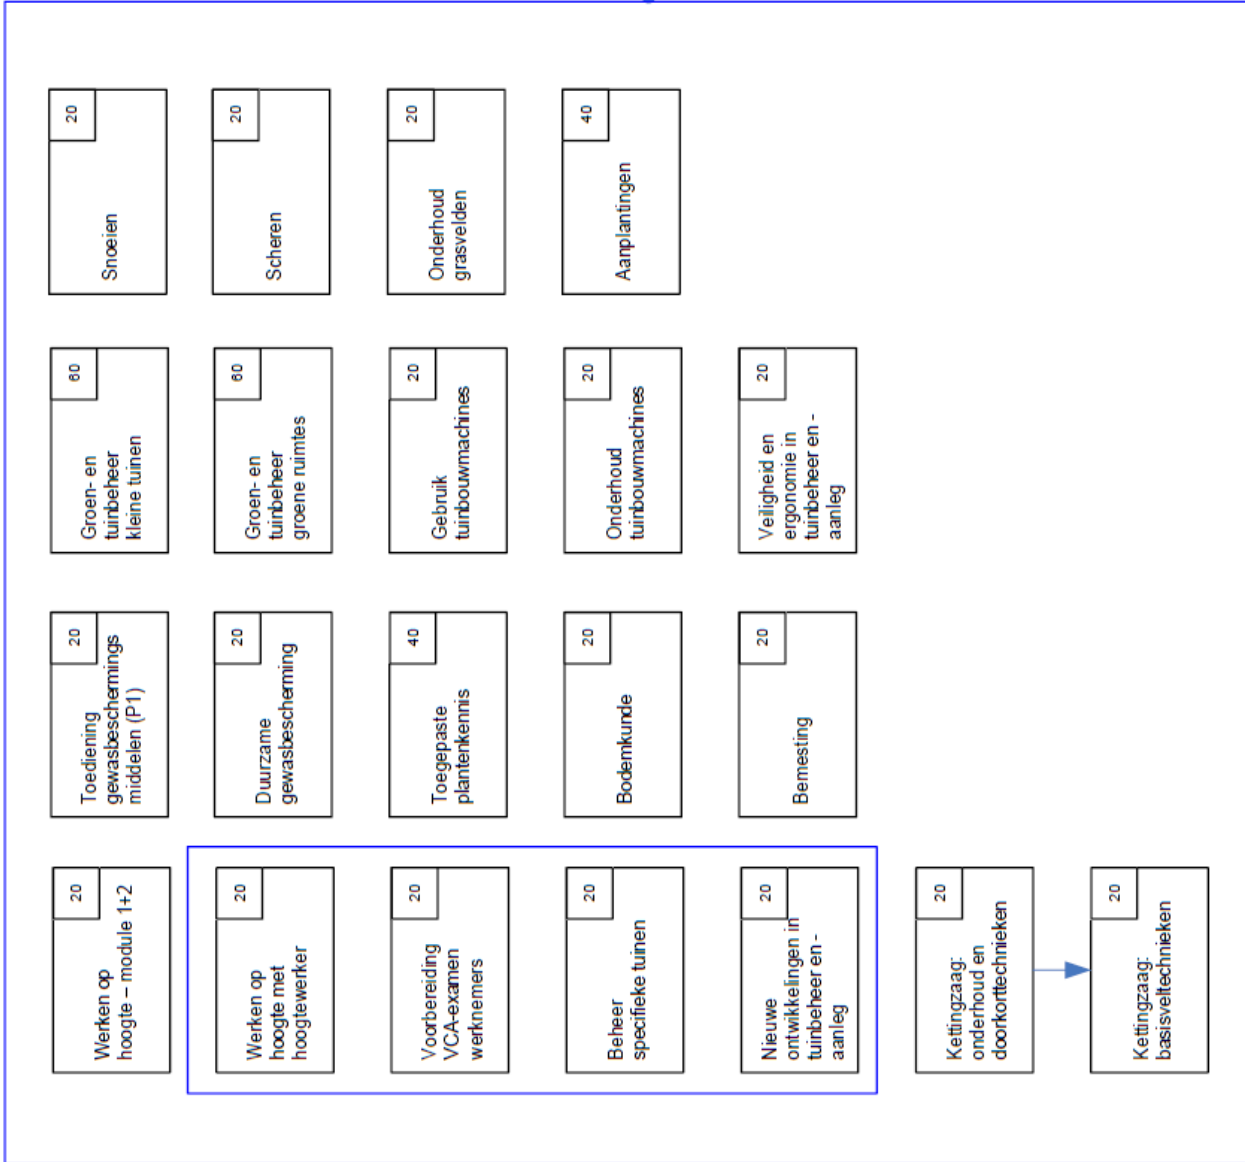 20
Werken op
hoogte – module 1+2
20
Toediening
gewasbeschermings
middelen (P1)
60
Groen- en
tuinbeheer
kleine tuinen
20
Snoeien
20
Werken op
hoogte met
hoogtewerker
20
Duurzame
gewasbescherming
60
Groen- en
tuinbeheer
groene ruimtes
20
Scheren
20
Voorbereiding
VCA-examen
werknemers
40
Toegepaste
plantenkennis
20
Gebruik
tuinbouwmachines
20
Onderhoud
grasvelden
20
Beheer
specifieke tuinen
20
Bodemkunde
20
Onderhoud
tuinbouwmachines
40
Aanplantingen
20
Nieuwe
ontwikkelingen in
tuinbeheer en -
aanleg
20
Bemesting
20
Veiligheid en
ergonomie in
tuinbeheer en -
aanleg
20
Kettingzaag:
onderhoud en
doorkorttechnieken
20
Kettingzaag:
basisveltechnieken